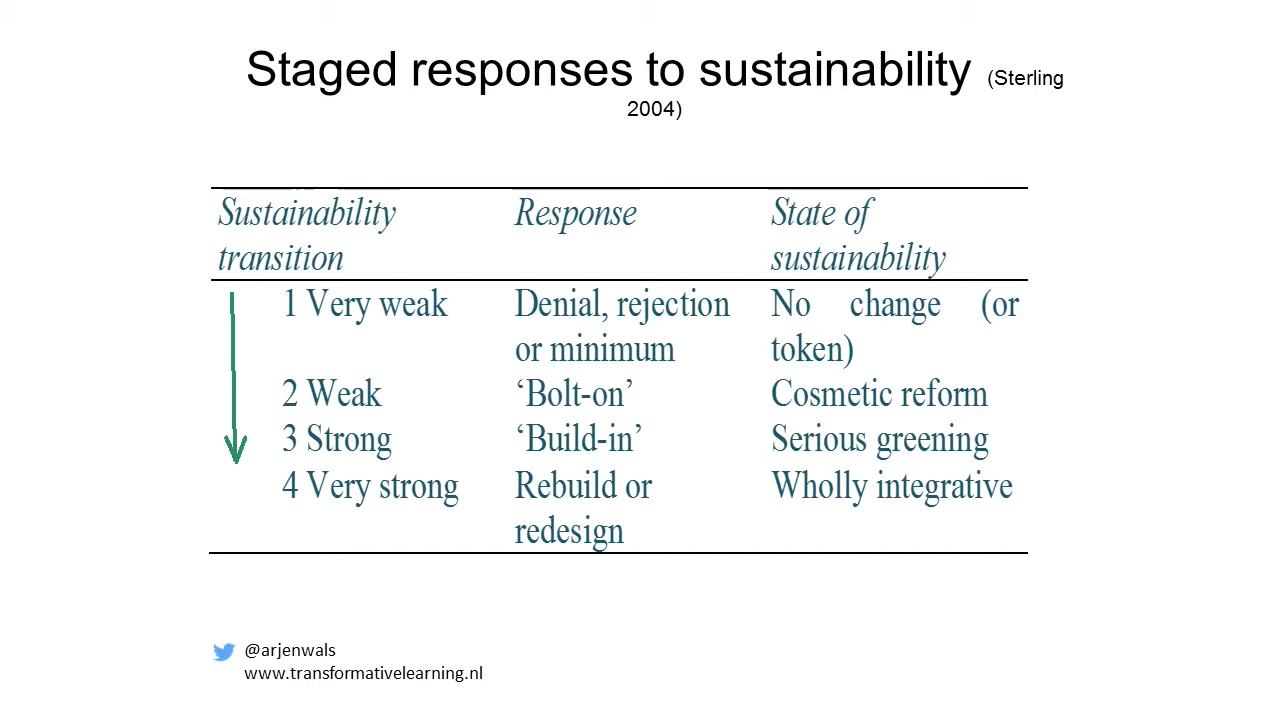 Staged responses to sustainability (Sterling
2004)
Sustainability transition Response State of sustainability
1 Very weak Denial, rejection or minimum No change (or token)
2 Weak ‘Bolt-on’ Cosmetic reform
3 Strong ‘Build-in’ Serious greening
4 Very strong Rebuild or redesign Wholly integrative
@arjenwals
www.transformativelearning.nl